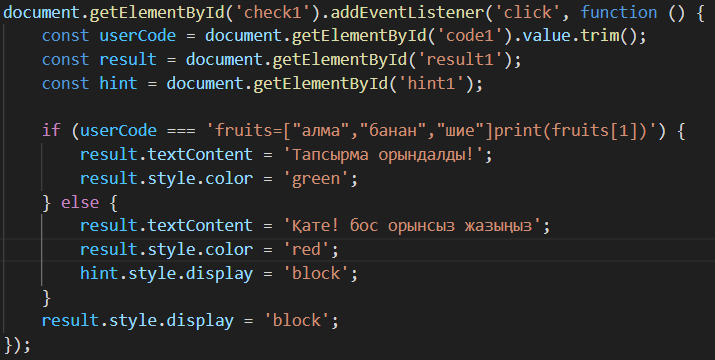 document.getElementById('check1').addEventListener('click', function () {
    const userCode = document.getElementById('code1').value.trim();
    const result = document.getElementById('result1');
    const hint = document.getElementById('hint1');

    if (userCode === 'fruits=["алма","банан","шие"]print(fruits[1])') {
        result.textContent = 'Тапсырма орындалды!';
        result.style.color = 'green';
    } else {
        result.textContent = 'Қате! бос орынсыз жазыңыз';
        result.style.color = 'red';
        hint.style.display = 'block';
    }
    result.style.display = 'block';
});